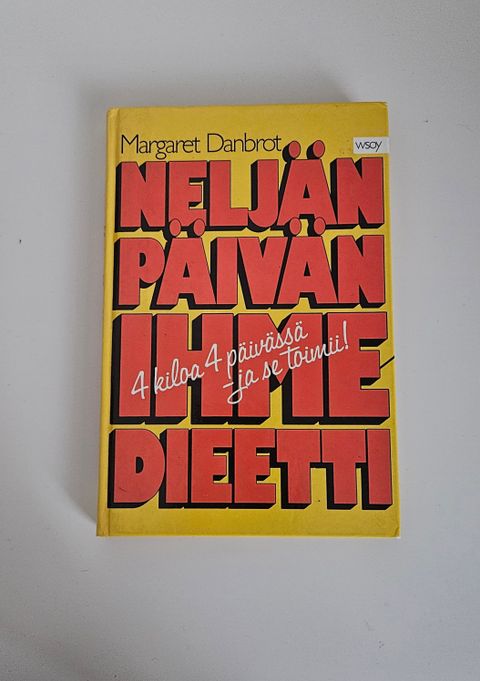 Margaret Danbrot
wsoy
NELJÄN
PÄIVÄN
IHME
4 kiloa 4 päivässä
-ja se toimii!
DIEETTI